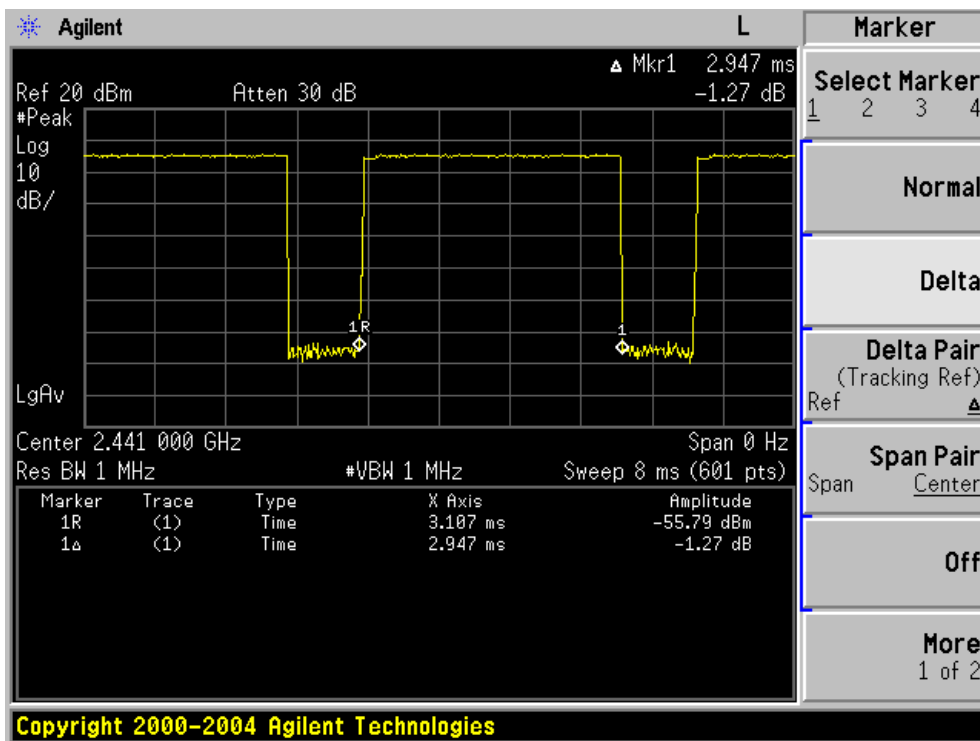 Agilent L
Δ Mkr1 2.947 ms
Ref 20 dBm Atten 30 dB −1.27 dB
#Peak
Log
10
dB/
1R
1
LgAv
Center 2.441 000 GHz Span 0 Hz
Res BW 1 MHz #VBW 1 MHz Sweep 8 ms (601 pts)
Marker Trace Type X Axis Amplitude
1R (1) Time 3.107 ms −55.79 dBm
1Δ (1) Time 2.947 ms −1.27 dB
Copyright 2000−2004 Agilent Technologies
Marker
Select Marker
1 2 3 4
Normal
Delta
Delta Pair
(Tracking Ref)
Ref Δ
Span Pair
Span Center
Off
More
1 of 2